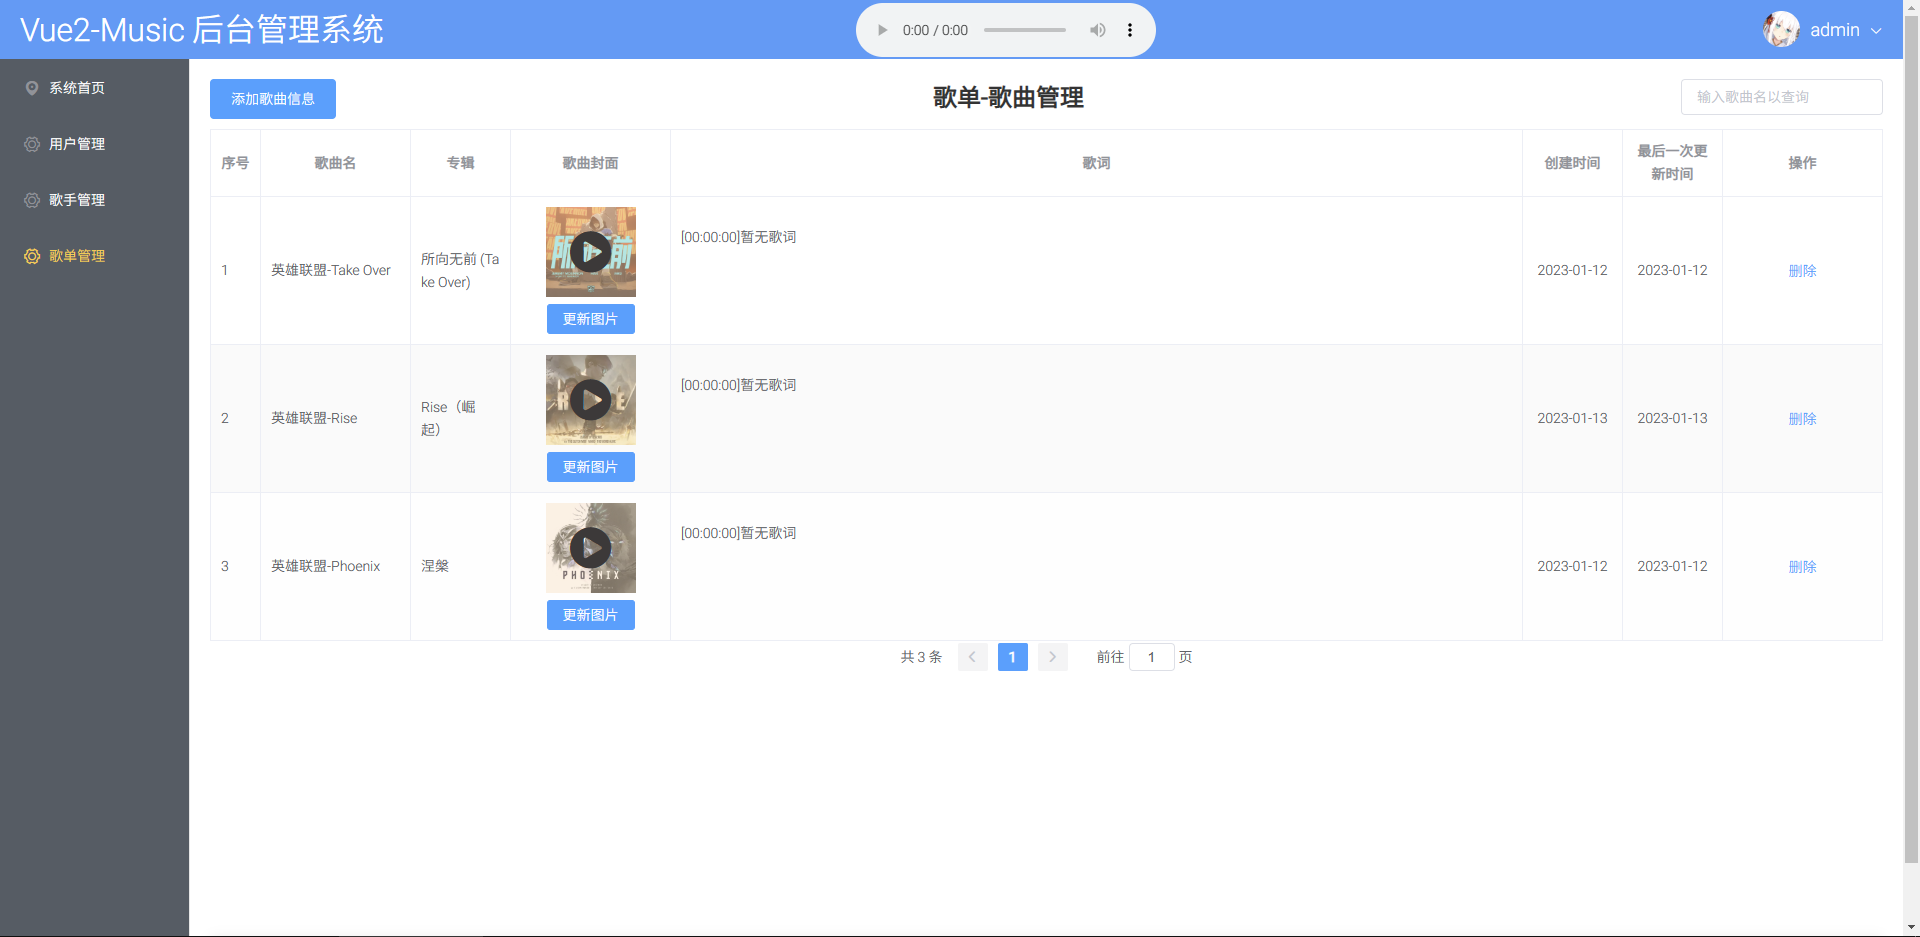 Vue2-Music 后台管理系统
0:00 / 0:00
admin
系统首页
用户管理
歌手管理
歌单管理
添加歌曲信息
歌单-歌曲管理
输入歌曲名以查询
序号 歌曲名 专辑 歌曲封面 歌词 创建时间 最后一次更
新时间 操作
1 英雄联盟-Take Over 所向无前 (Ta
ke Over)
所向无前
更新图片
[00:00:00]暂无歌词
2023-01-12 2023-01-12 删除
2 英雄联盟-Rise Rise（崛
起）
更新图片
[00:00:00]暂无歌词
2023-01-13 2023-01-13 删除
3 英雄联盟-Phoenix 涅槃
PHOENIX
更新图片
[00:00:00]暂无歌词
2023-01-12 2023-01-12 删除
共 3 条 1 前往 1 页